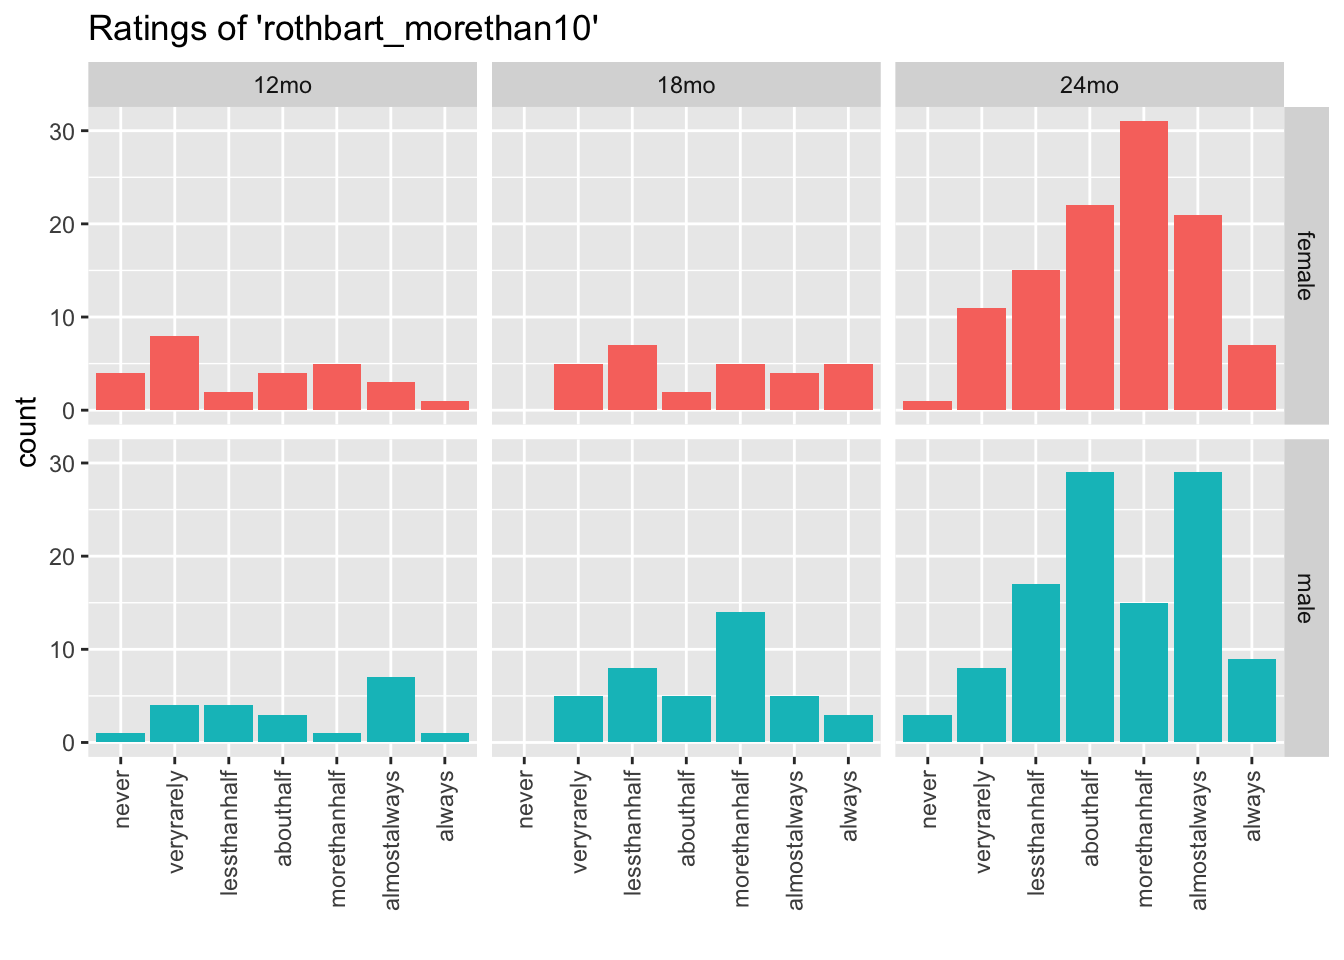 Ratings of 'rothbart_morethan10'
12mo 18mo 24mo
30
20
10
0
female
count
30
20
10
0
male
never veryrarely lessthanhalf abouthalf morethanhalf almostalways always never veryrarely lessthanhalf abouthalf morethanhalf almostalways always never veryrarely lessthanhalf abouthalf morethanhalf almostalways always